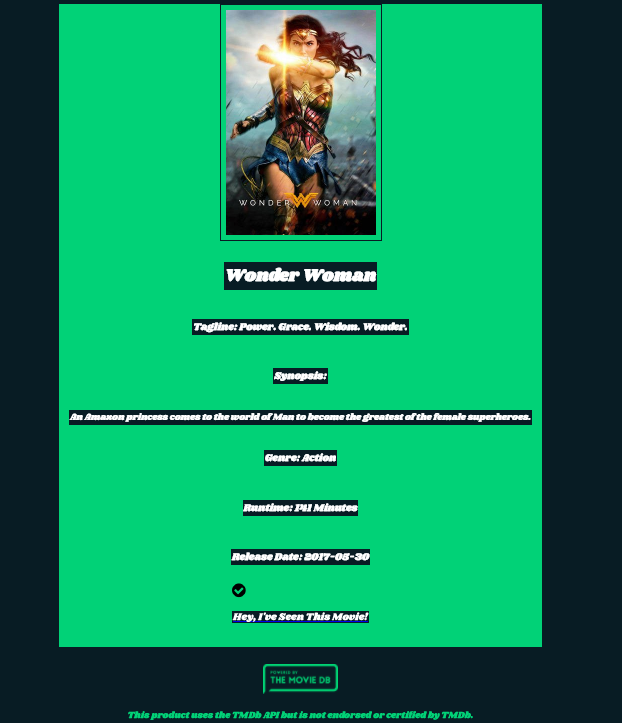 WONDER WOMAN
Wonder Woman
Tagline: Power. Grace. Wisdom. Wonder.
Synopsis:
An Amazon princess comes to the world of Man to become the greatest of the female superheroes.
Genre: Action
Runtime: 141 Minutes
Release Date: 2017-05-30
Hey, I've Seen This Movie!
POWERED BY
THE MOVIE DB
This product uses the TMDb API but is not endorsed or certified by TMDb.